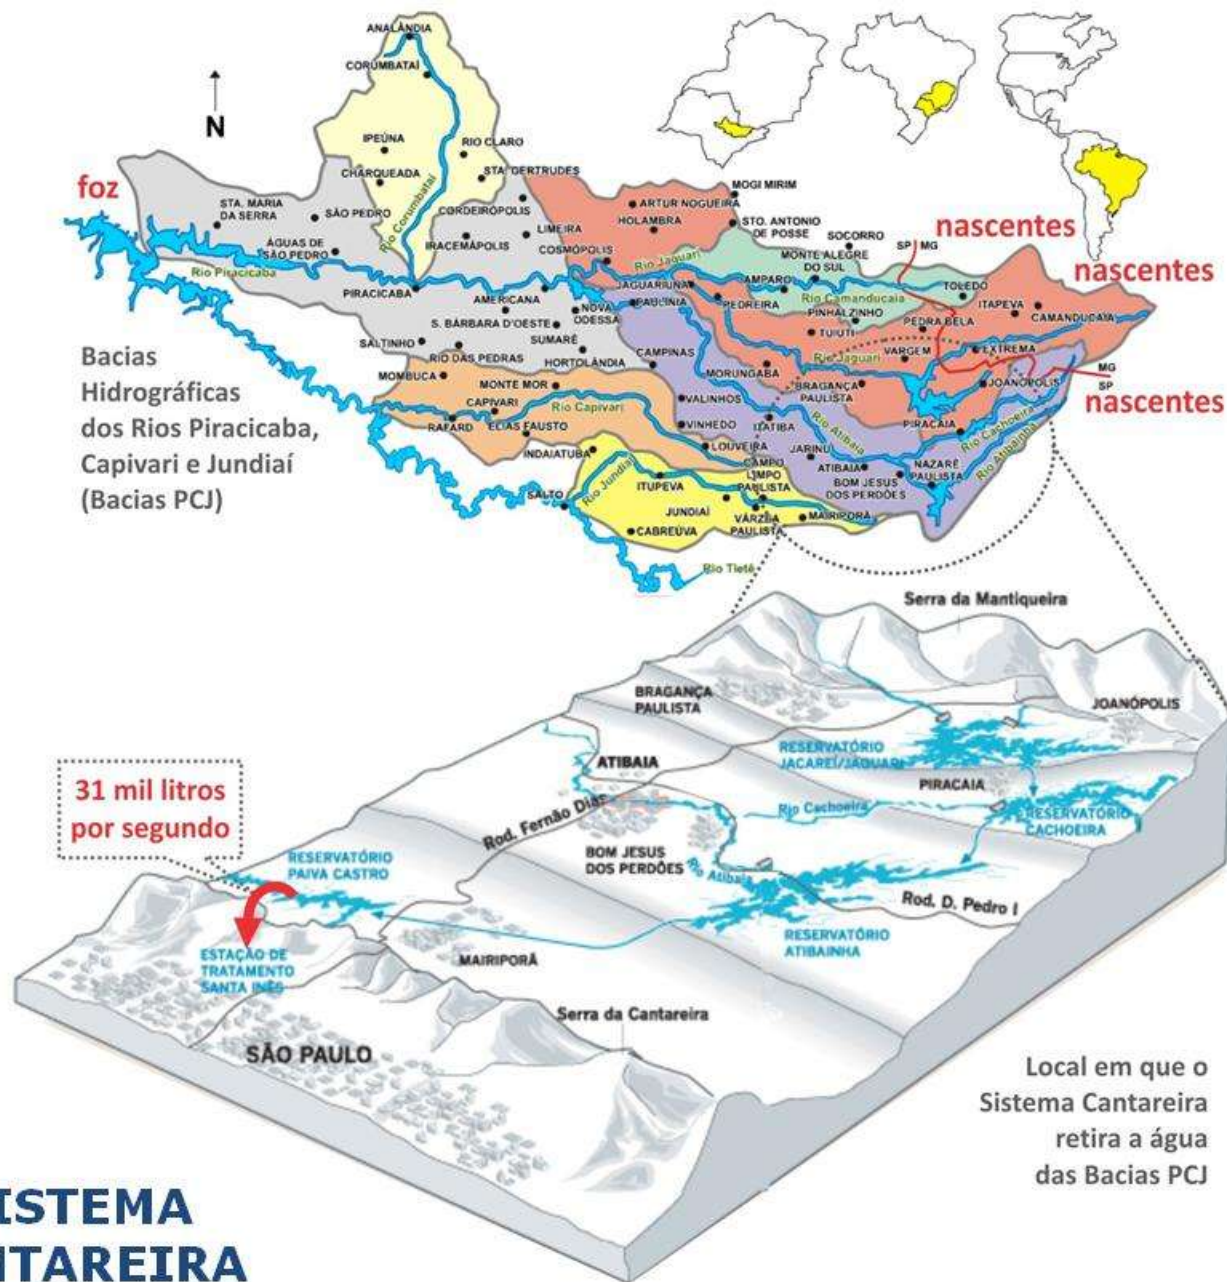 ANALÂNDIA
CORUMBATAÍ
N
IPEÚNA
RIO CLARO
CHARQUEADA
STA. GERTRUDES
Rio Corumbataí
foz
STA. MARIA
DA SERRA
SÃO PEDRO
ÁGUAS DE
SÃO PEDRO
CORDEIRÓPOLIS
LIMEIRA
IRACEMÁPOLIS
COSMÓPOLIS
ARTUR NOGUEIRA
HOLAMBRA
MOGI MIRIM
STO. ANTONIO
DE POSSE
SOCORRO
MONTE ALEGRE
DO SUL
SP MG
nascentes
nascentes
nascentes
TOLEDO
ITAPEVA
CAMANDUCAIA
Rio Piracicaba
PIRACICABA
AMERICANA
NOVA
ODESSA
S. BÁRBARA D'OESTE
SUMARÉ
SALTINHO
RIO DAS PEDRAS
HORTOLÂNDIA
Rio Jaguari
JAGUARIUNA
PAULÍNIA
PEDREIRA
AMPARO
Rio Camanducaia
PINHALZINHO
TUIUTI
PEDRA BELA
Rio Jaguari
VARGEM
EXTREMA
MG
SP
JOANÓPOLIS
CAMPINAS
MORUNGABA
BRAGANÇA
PAULISTA
VALINHOS
VINHEDO
ITATIBA
LOUVEIRA
JARINU
Rio Atibaia
ATIBAIA
PIRACAIA
Rio Cachoeira
Rio Atibainha
NAZARÉ
PAULISTA
BOM JESUS
DOS PERDÕES
MOMBUCA
MONTE MOR
CAPIVARI
Rio Capivari
RAFARD
ELIAS FAUSTO
INDAIATUBA
SALTO
Rio Jundiaí
ITUPEVA
CAMPO
LIMPO
PAULISTA
JUNDIAÍ
VÁRZEA
PAULISTA
MAIRIPORÃ
CABREÚVA
Rio Tietê
Bacias
Hidrográficas
dos Rios Piracicaba,
Capivari e Jundiaí
(Bacias PCJ)
Serra da Mantiqueira
BRAGANÇA
PAULISTA
JOANÓPOLIS
RESERVATÓRIO
JACAREÍ/JAGUARI
ATIBAIA
PIRACAIA
Rio Cachoeira
RESERVATÓRIO
CACHOEIRA
31 mil litros
por segundo
Rod. Fernão Dias
RESERVATÓRIO
PAIVA CASTRO
BOM JESUS
DOS PERDÕES
Rio Atibaia
Rod. D. Pedro I
RESERVATÓRIO
ATIBAINHA
ESTAÇÃO DE
TRATAMENTO
SANTA INÊS
MAIRIPORÃ
Serra da Cantareira
SÃO PAULO
Local em que o
Sistema Cantareira
retira a água
das Bacias PCJ
ISTEMA
NTAREIRA